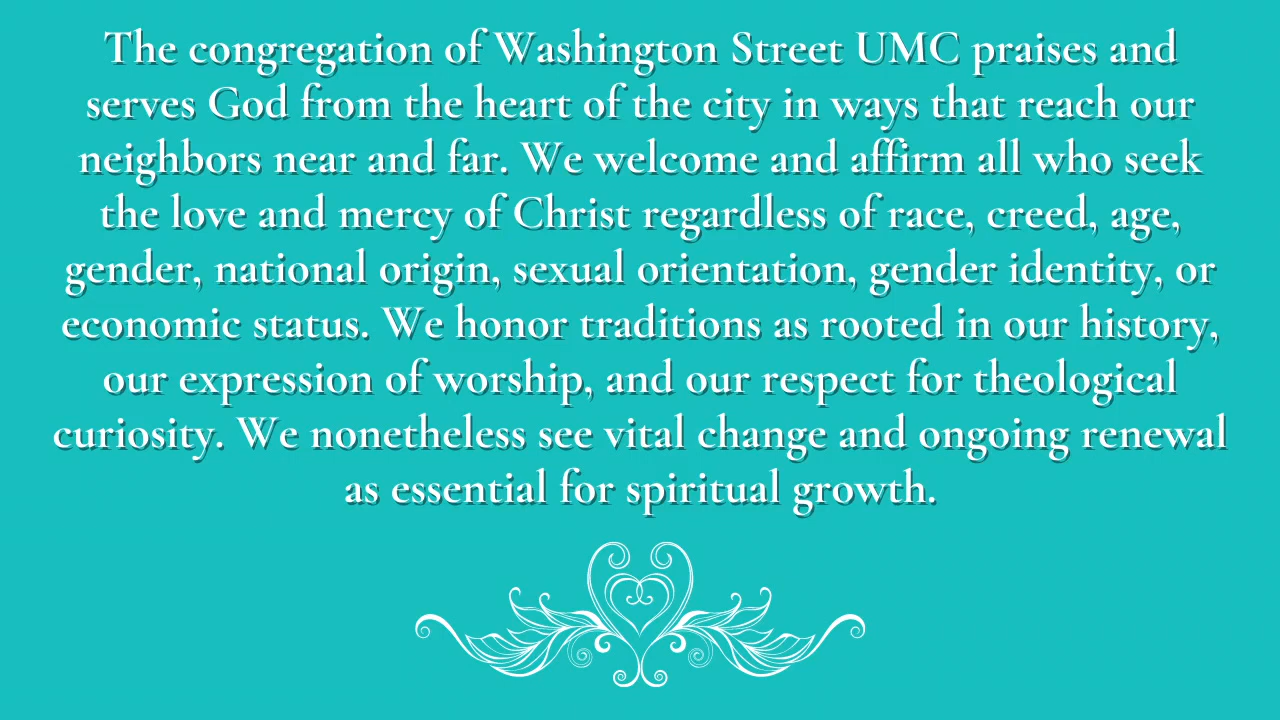 The congregation of Washington Street UMC praises and
serves God from the heart of the city in ways that reach our
neighbors near and far. We welcome and affirm all who seek
the love and mercy of Christ regardless of race, creed, age,
gender, national origin, sexual orientation, gender identity, or
economic status. We honor traditions as rooted in our history,
our expression of worship, and our respect for theological
curiosity. We nonetheless see vital change and ongoing renewal
as essential for spiritual growth.